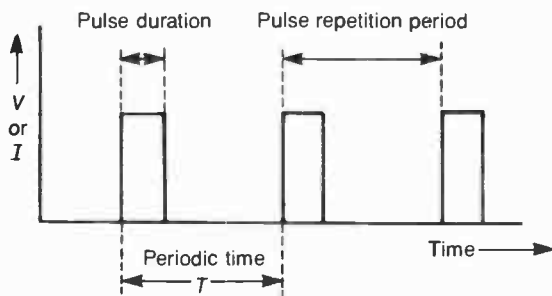 Pulse duration
Pulse repetition period
V
or
I
Periodic time
T
Time